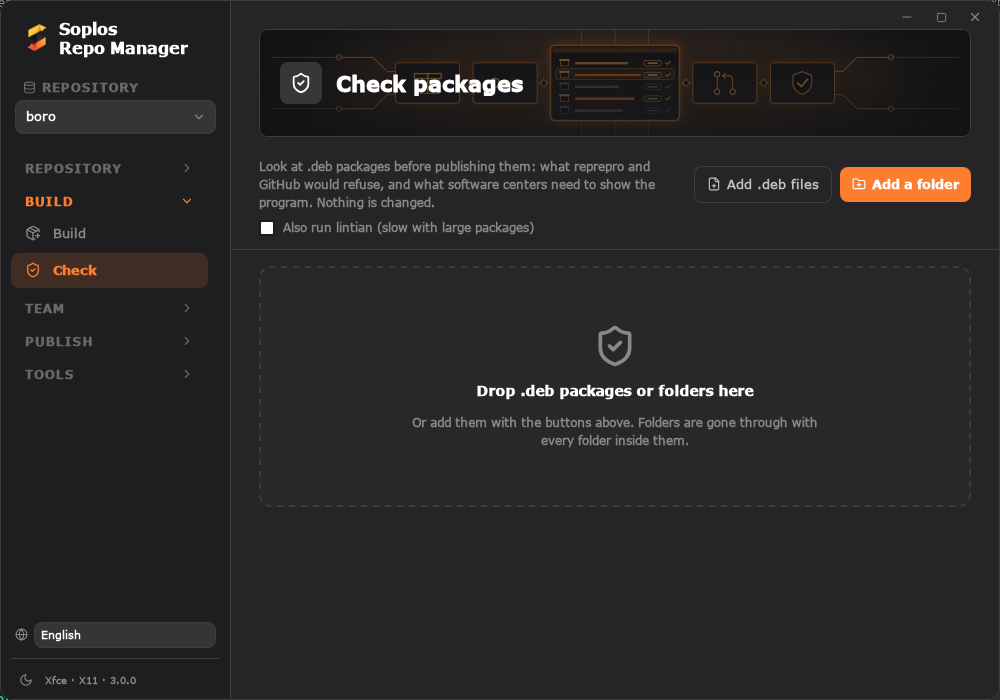 Soplos
Repo Manager
REPOSITORY
boro
REPOSITORY
BUILD
Build
Check
TEAM
PUBLISH
TOOLS
English
Xfce · X11 · 3.0.0
Check packages
Look at .deb packages before publishing them: what reprepro and
GitHub would refuse, and what software centers need to show the
program. Nothing is changed.
Also run lintian (slow with large packages)
Add .deb files
Add a folder
Drop .deb packages or folders here
Or add them with the buttons above. Folders are gone through with
every folder inside them.